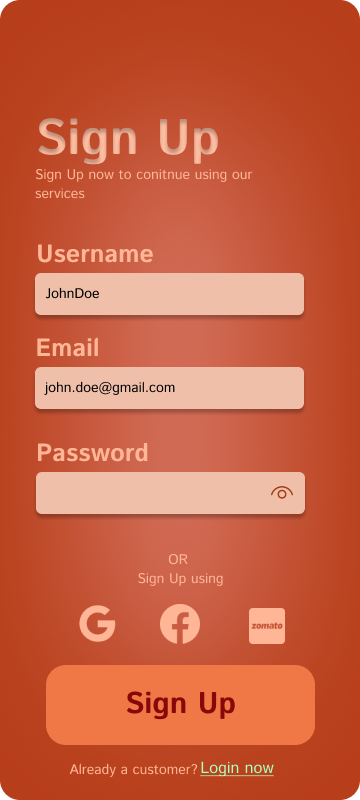 Sign Up
Sign Up now to conitnue using our
services
Username
JohnDoe
Email
john.doe@gmail.com
Password
OR
Sign Up using
zomato
Sign Up
Already a customer? Login now